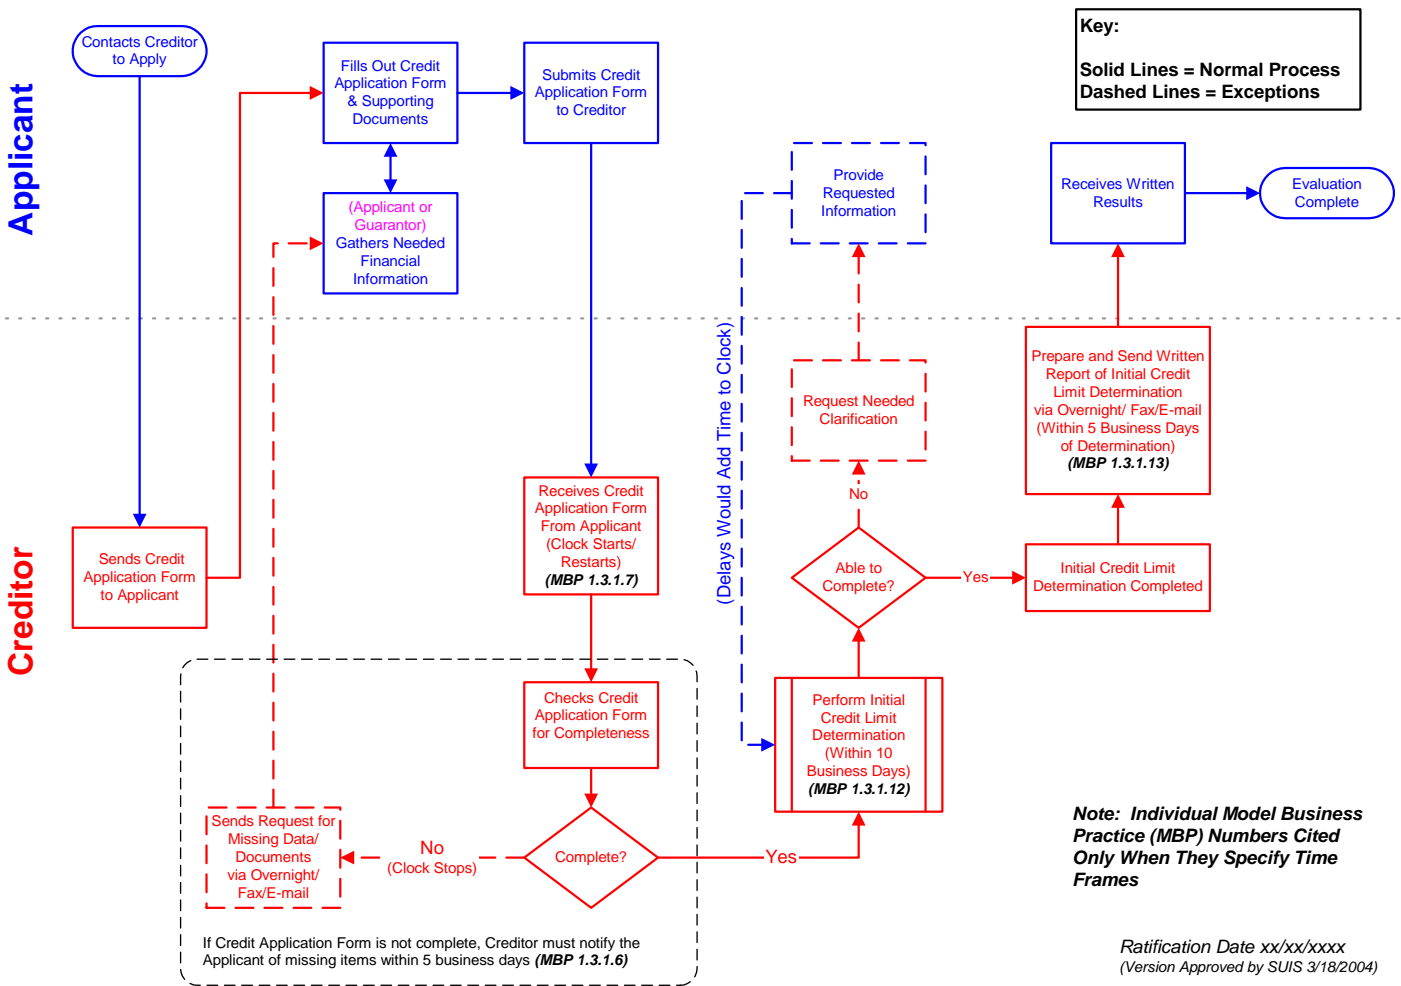 Applicant
Contacts Creditor
to Apply
Fills Out Credit
Application Form
& Supporting
Documents
Submits Credit
Application Form
to Creditor
Key:
Solid Lines = Normal Process
Dashed Lines = Exceptions
(Applicant or
Guarantor)
Gathers Needed
Financial
Information
Provide
Requested
Information
Receives Written
Results
Evaluation
Complete
Creditor
Sends Credit
Application Form
to Applicant
Receives Credit
Application Form
From Applicant
(Clock Starts/
Restarts)
(MBP 1.3.1.7)
(Delays Would Add Time to Clock)
Request Needed
Clarification
No
Able to
Complete?
Yes
Prepare and Send Written
Report of Initial Credit
Limit Determination
via Overnight/ Fax/E-mail
(Within 5 Business Days
of Determination)
(MBP 1.3.1.13)
Initial Credit Limit
Determination Completed
Checks Credit
Application Form
for Completeness
Perform Initial
Credit Limit
Determination
(Within 10
Business Days)
(MBP 1.3.1.12)
Sends Request for
Missing Data/
Documents
via Overnight/
Fax/E-mail
No
(Clock Stops)
Complete?
Yes
If Credit Application Form is not complete, Creditor must notify the
Applicant of missing items within 5 business days (MBP 1.3.1.6)
Note: Individual Model Business
Practice (MBP) Numbers Cited
Only When They Specify Time
Frames
Ratification Date xx/xx/xxxx
(Version Approved by SUIS 3/18/2004)